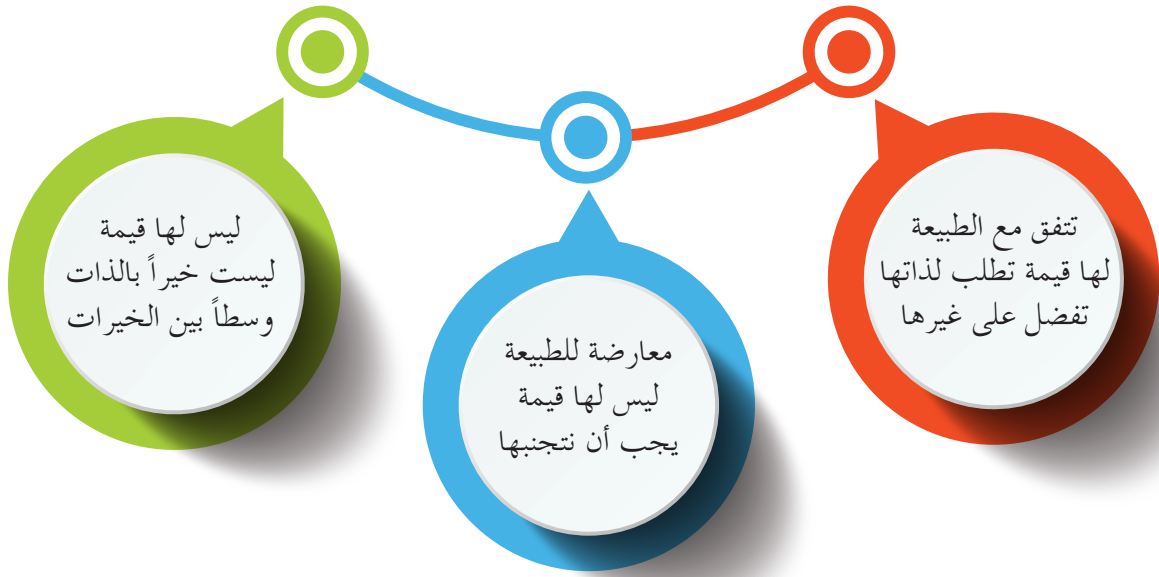 تتفق مع الطبيعة
لها قيمة تطلب لذاتها
تفضل على غيرها
معارضة للطبيعة
ليس لها قيمة
يجب أن نتجنبها
ليس لها قيمة
ليست خيراً بالذات
وسطاً بين الخيرات